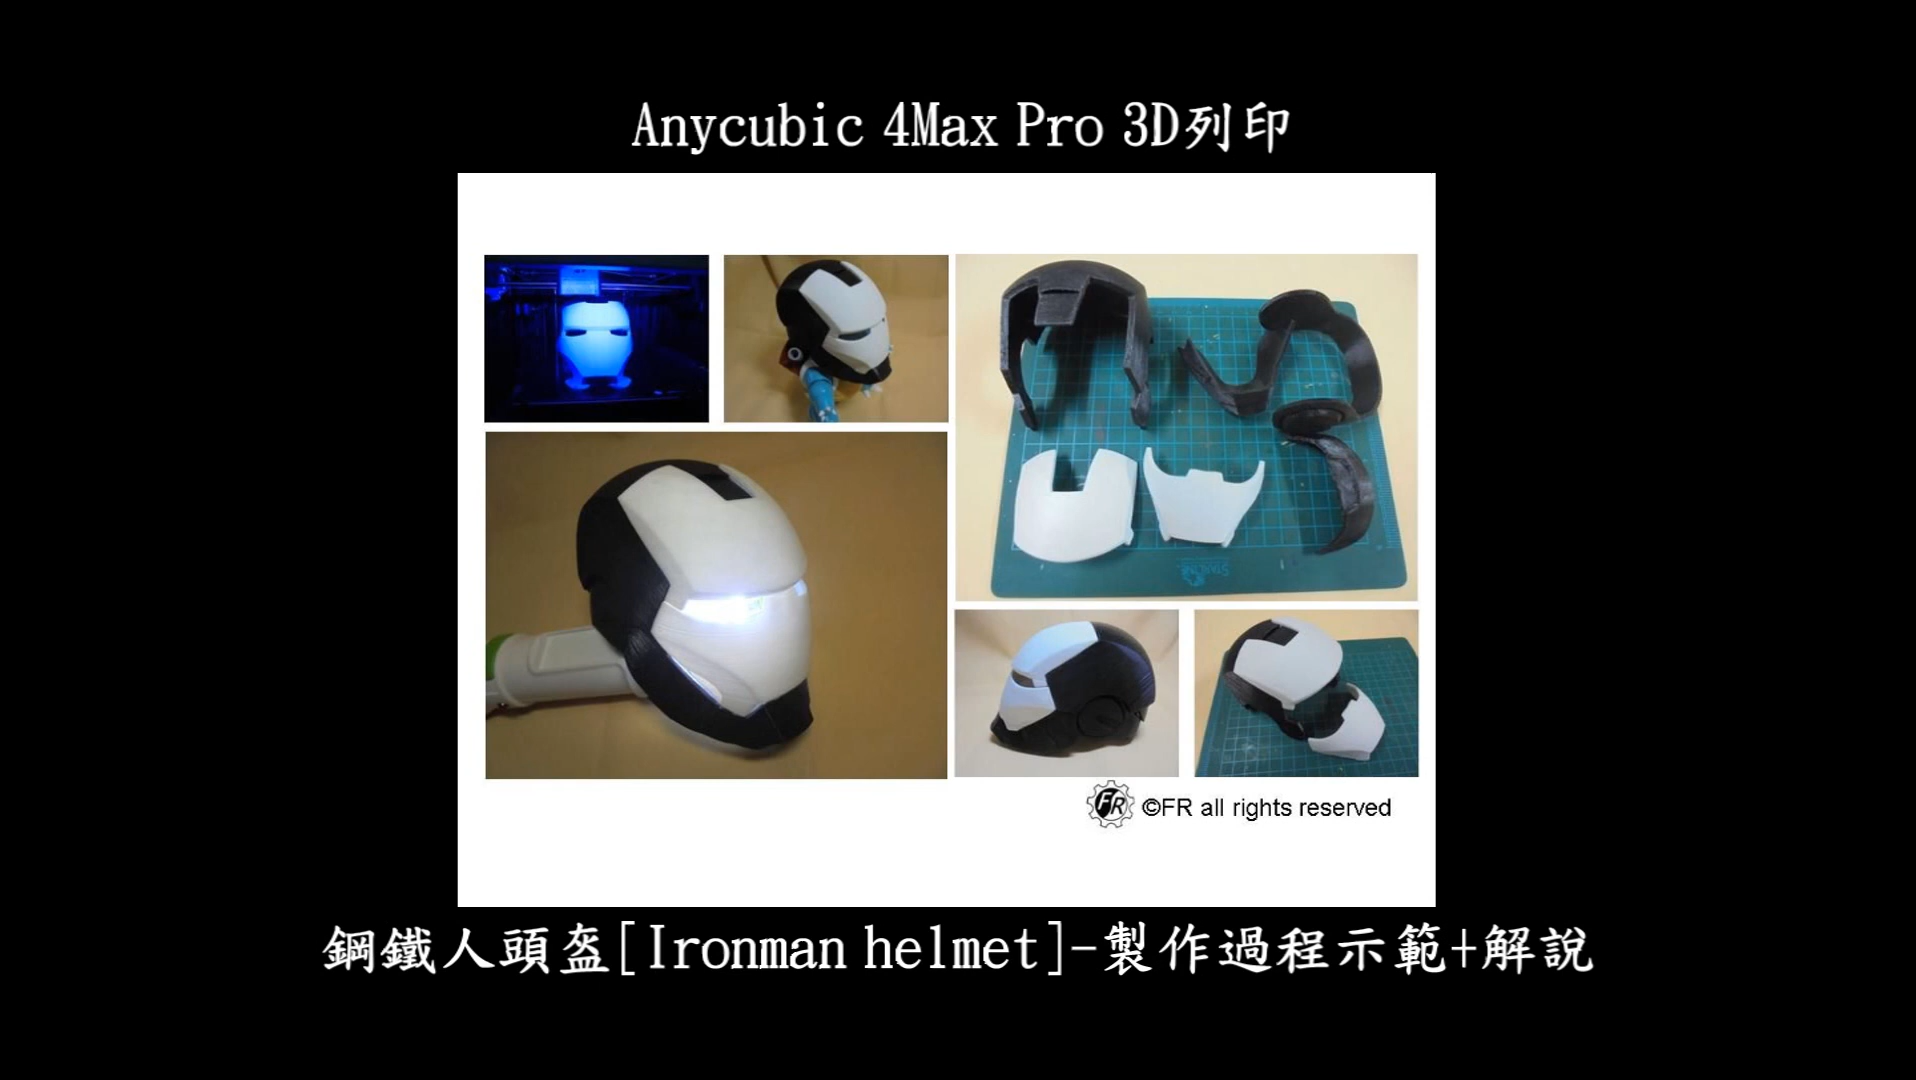 Anycubic 4Max Pro 3D列印
FR ©FR all rights reserved
鋼鐵人頭盔[Ironman helmet]-製作過程示範+解說